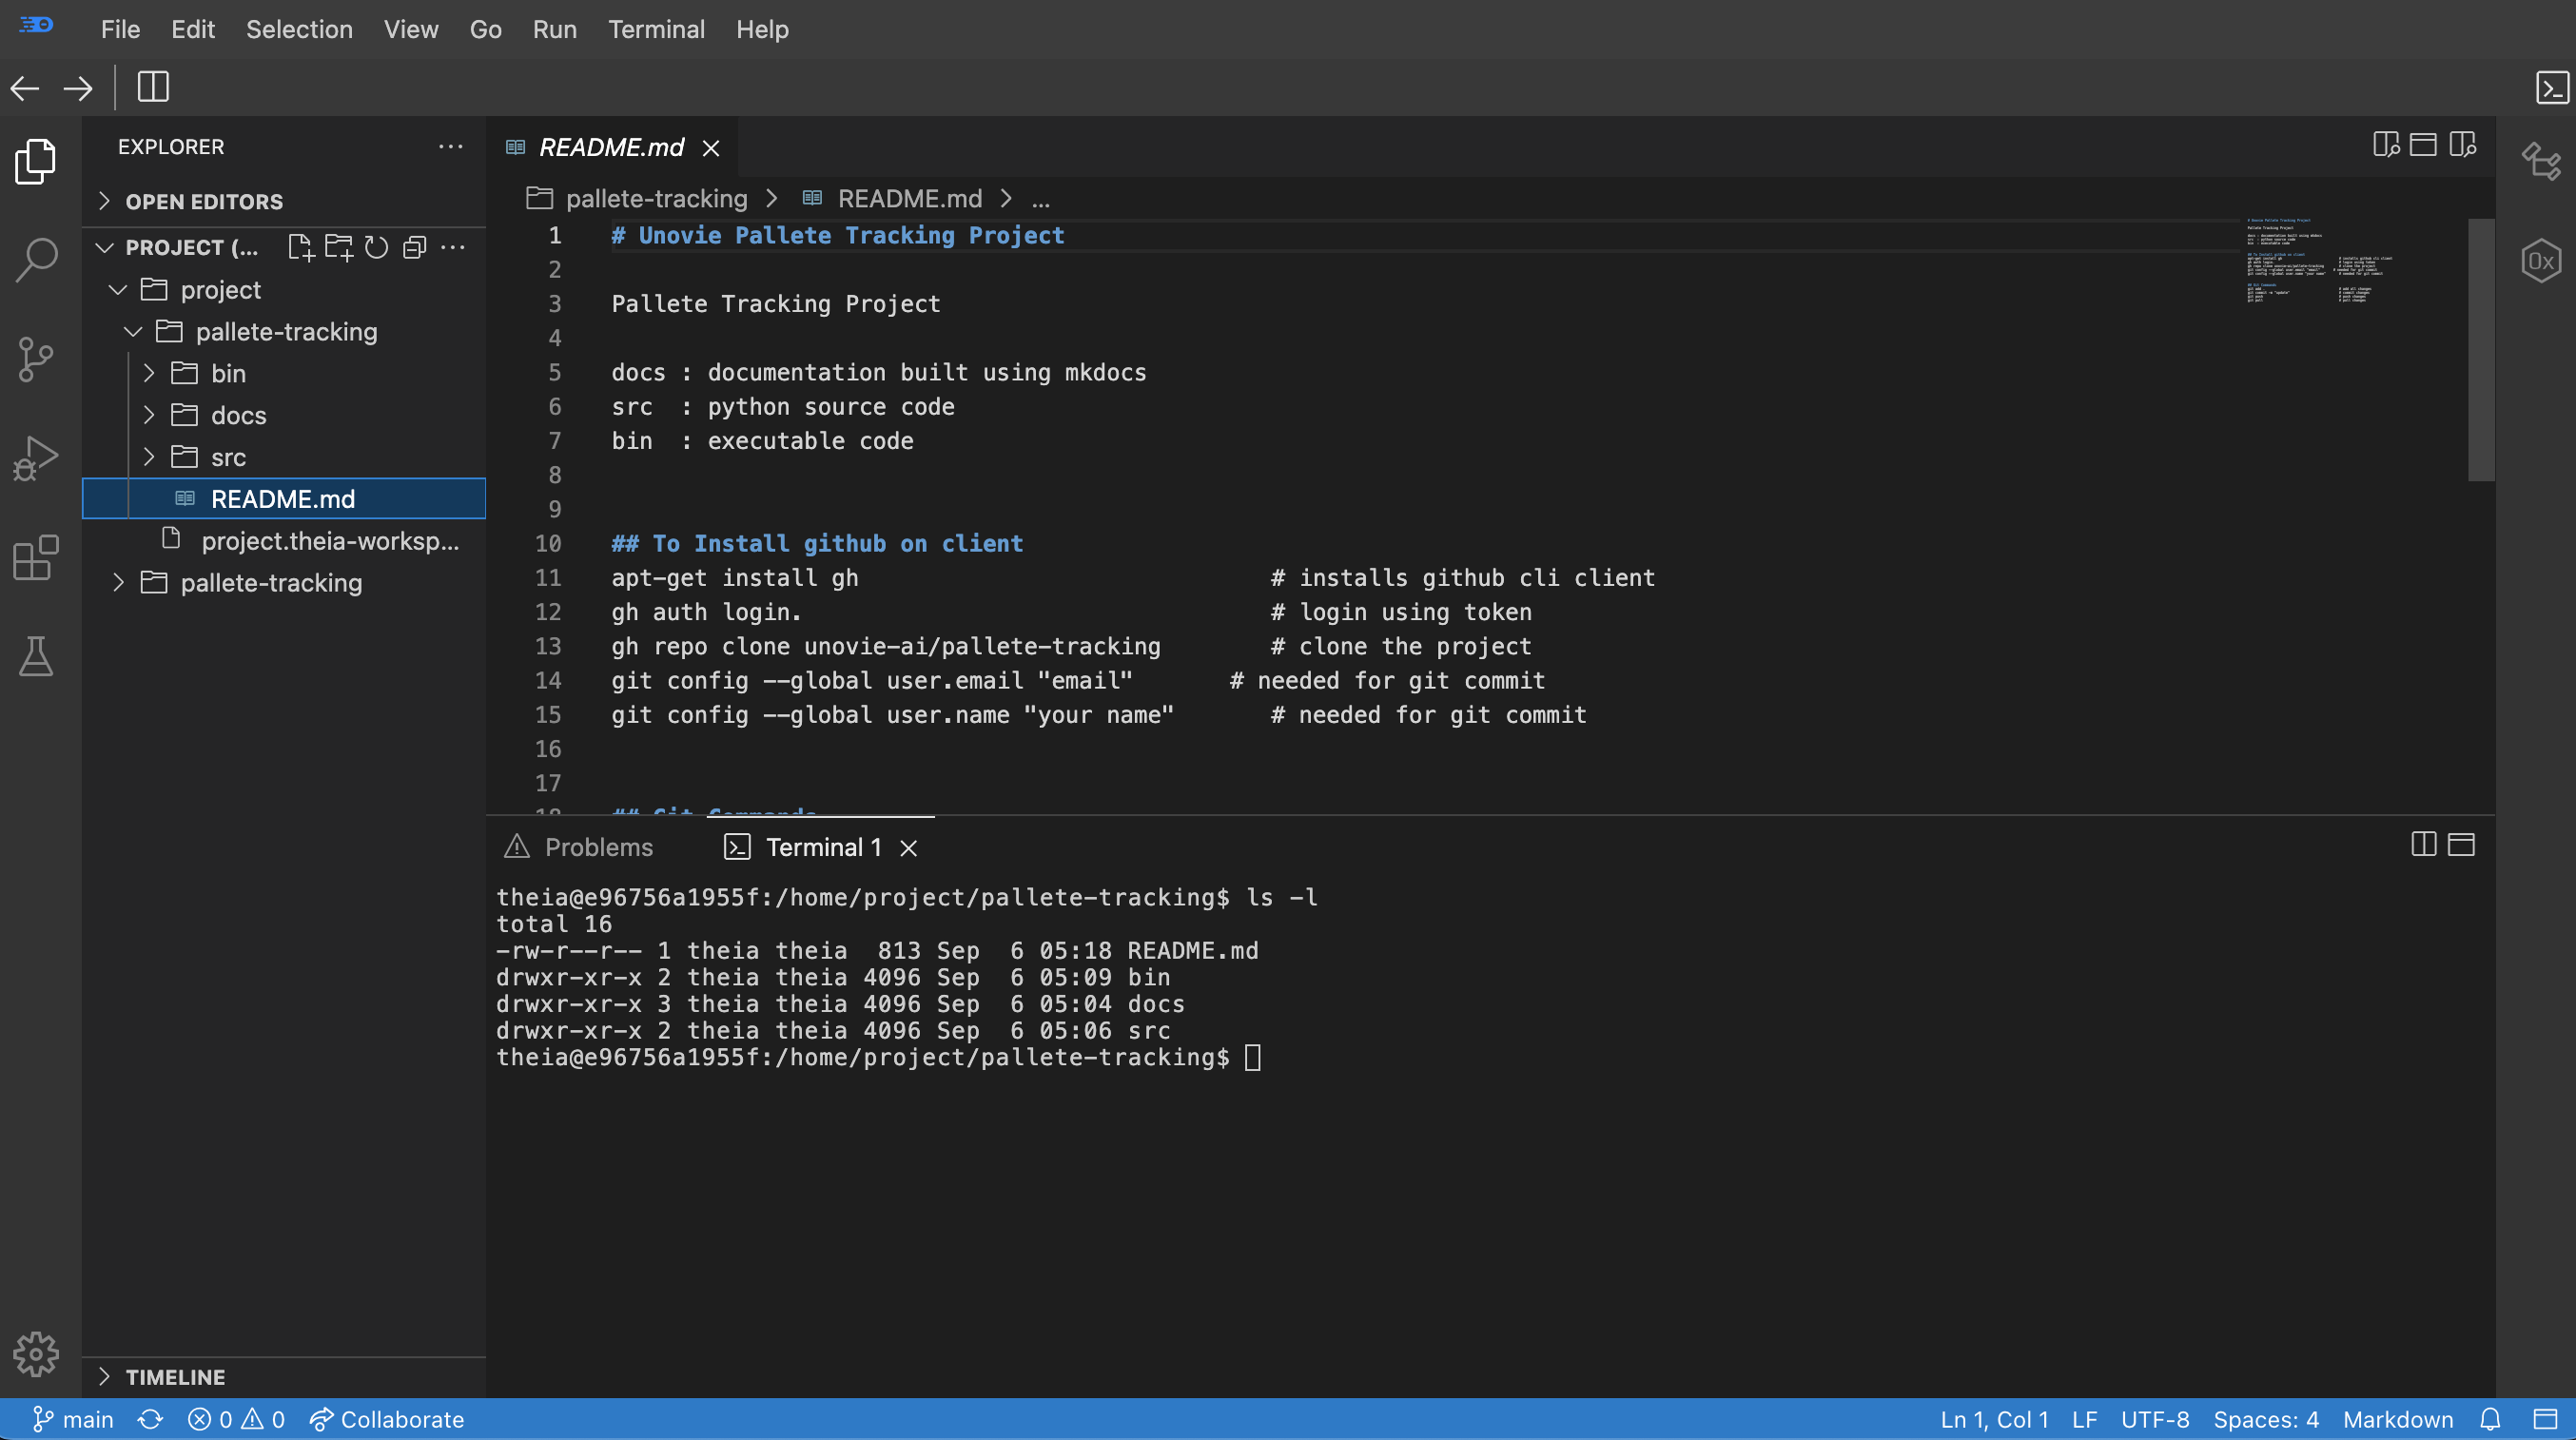 File Edit Selection View Go Run Terminal Help
EXPLORER
OPEN EDITORS
PROJECT (...
project
pallete-tracking
bin
docs
src
README.md
project.theia-worksp...
pallete-tracking
TIMELINE
README.md
pallete-tracking > README.md > ...
1 # Unovie Pallete Tracking Project
2
3 Pallete Tracking Project
4
5 docs : documentation built using mkdocs
6 src  : python source code
7 bin  : executable code
8
9
10 ## To Install github on client
11 apt-get install gh # installs github cli client
12 gh auth login. # login using token
13 gh repo clone unovie-ai/pallete-tracking # clone the project
14 git config --global user.email "email" # needed for git commit
15 git config --global user.name "your name" # needed for git commit
16
17
18 ## Git Commands
0x
Problems Terminal 1
theia@e96756a1955f:/home/project/pallete-tracking$ ls -l
total 16
-rw-r--r-- 1 theia theia  813 Sep  6 05:18 README.md
drwxr-xr-x 2 theia theia 4096 Sep  6 05:09 bin
drwxr-xr-x 3 theia theia 4096 Sep  6 05:04 docs
drwxr-xr-x 2 theia theia 4096 Sep  6 05:06 src
theia@e96756a1955f:/home/project/pallete-tracking$
main 0 0 Collaborate Ln 1, Col 1 LF UTF-8 Spaces: 4 Markdown